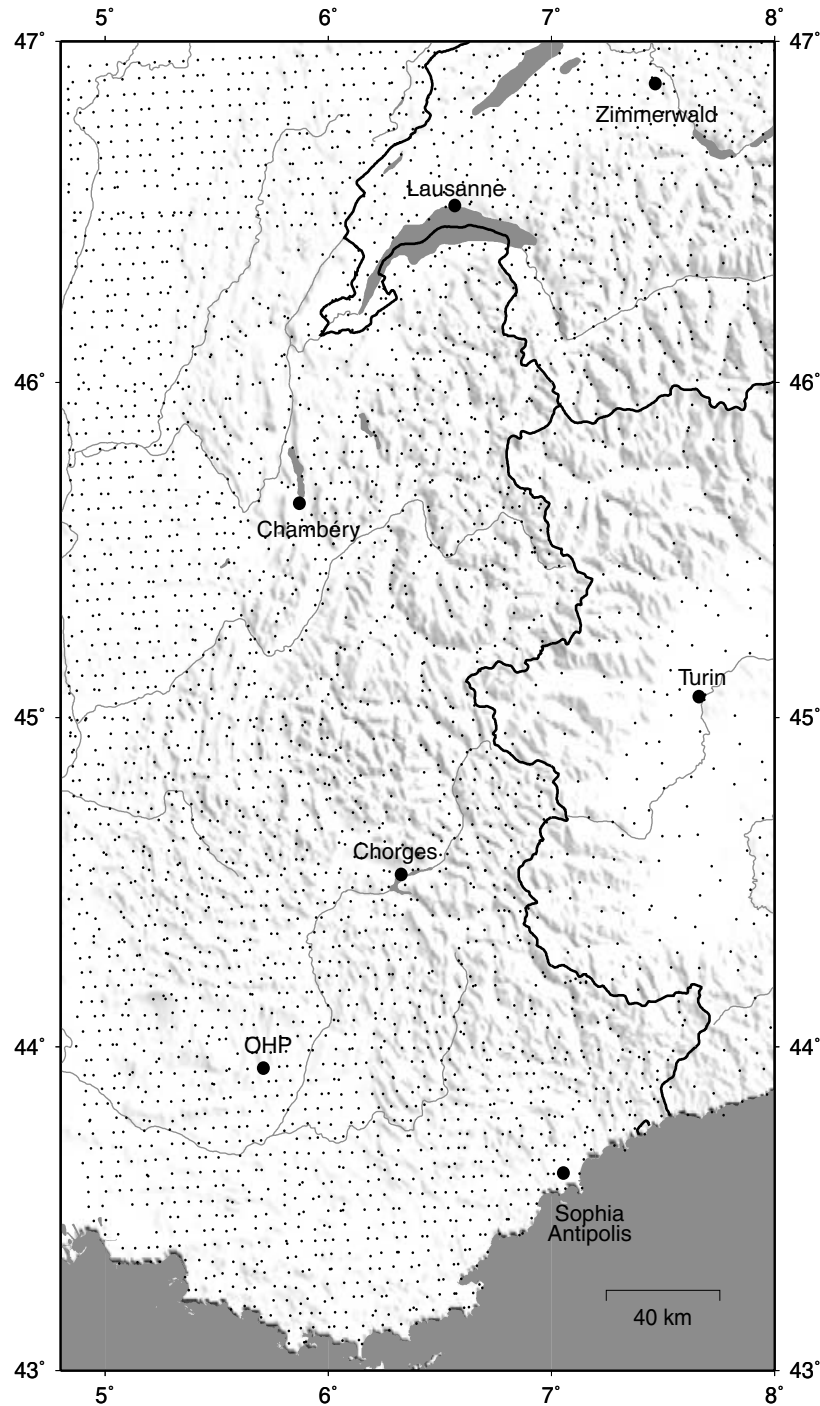 5° 6° 7° 8°
47° 47°
Zimmerwald
Lausanne
46° 46°
Chambéry
Turin
45° 45°
Chorges
44° 44°
OHP
Sophia
Antipolis
40 km
43° 43°
5° 6° 7° 8°